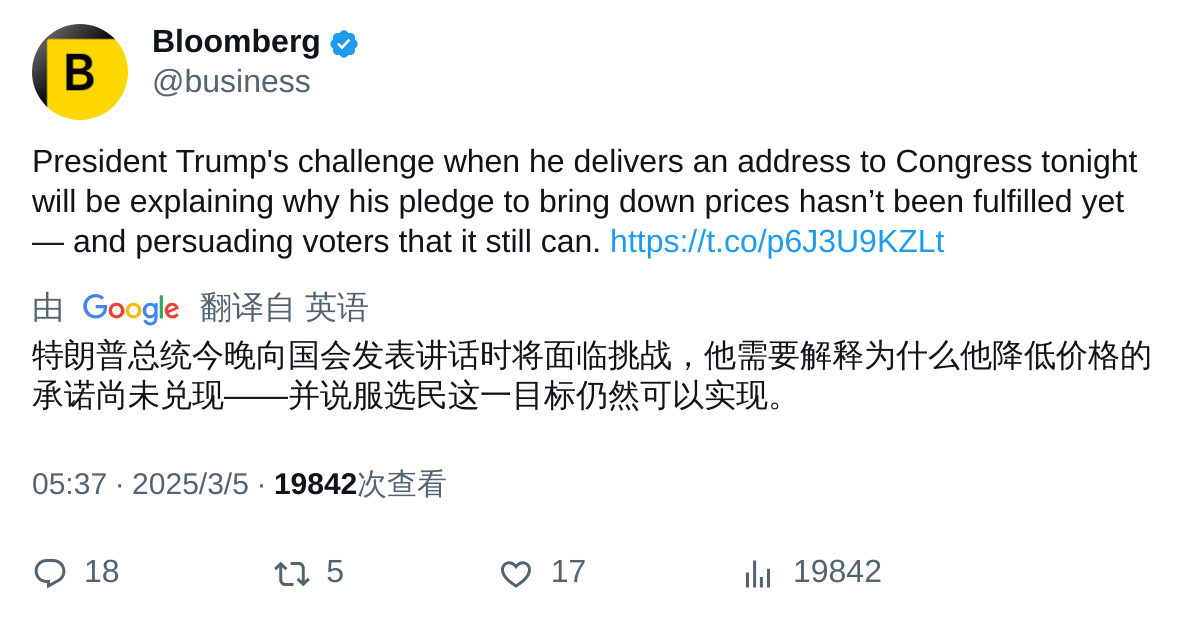 B
Bloomberg
@business
President Trump's challenge when he delivers an address to Congress tonight
will be explaining why his pledge to bring down prices hasn’t been fulfilled yet
— and persuading voters that it still can. https://t.co/p6J3U9KZLt
由 Google 翻译自 英语
特朗普总统今晚向国会发表讲话时将面临挑战，他需要解释为什么他降低价格的
承诺尚未兑现——并说服选民这一目标仍然可以实现。
05:37 · 2025/3/5 · 19842次查看
18 5 17 19842